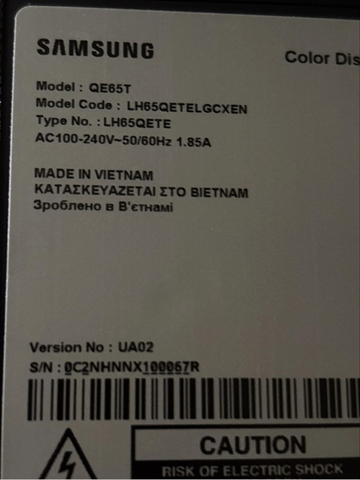 SAMSUNG
Color Dis
Model : QE65T
Model Code : LH65QETELGCXEN
Type No. : LH65QETE
AC100-240V~50/60Hz 1.85A
MADE IN VIETNAM
ΚΑΤΑΣΚΕΥΑΖΕΤΑΙ ΣΤΟ ΒΙΕΤΝΑΜ
Зроблено в В'єтнамі
Version No : UA02
S/N : 0C2NHNNX100067R
CAUTION
RISK OF ELECTRIC SHOCK